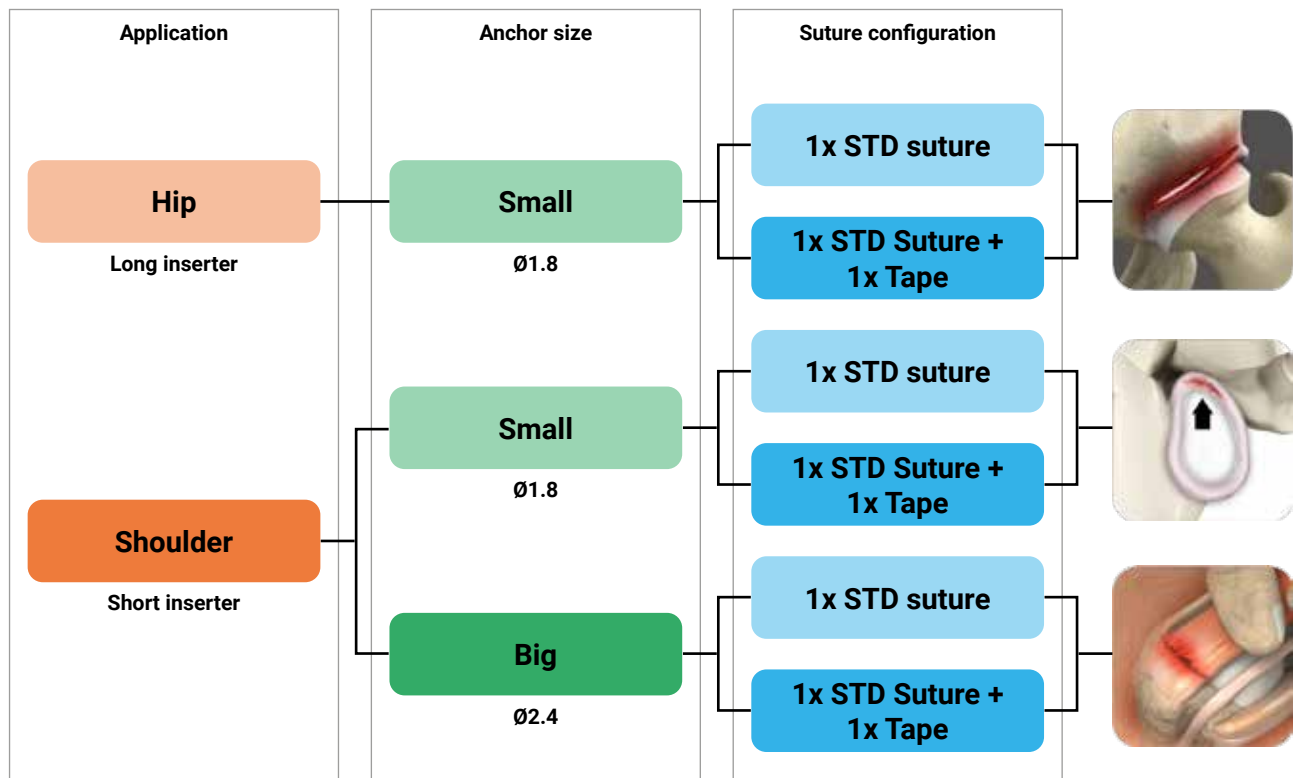 Application
Anchor size
Suture configuration
1x STD suture
Hip
Small
1x STD Suture +
1x Tape
Long inserter
Ø1.8
1x STD suture
Small
1x STD Suture +
1x Tape
Ø1.8
Shoulder
Short inserter
1x STD suture
Big
1x STD Suture +
1x Tape
Ø2.4